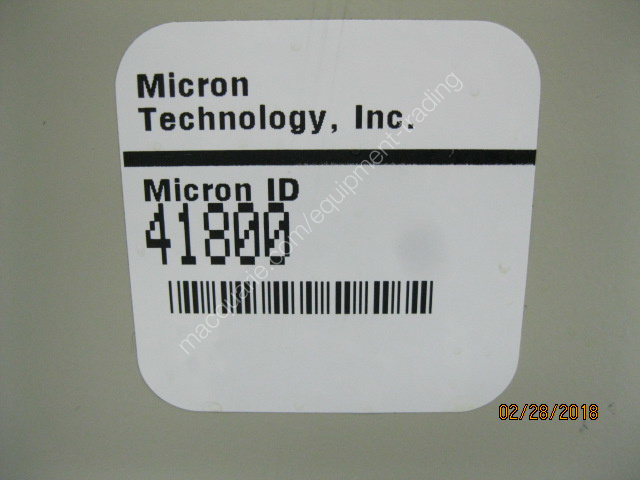 Micron
Technology, Inc.
Micron ID
41800
macquarie.com/equipment-trading
02/28/2018